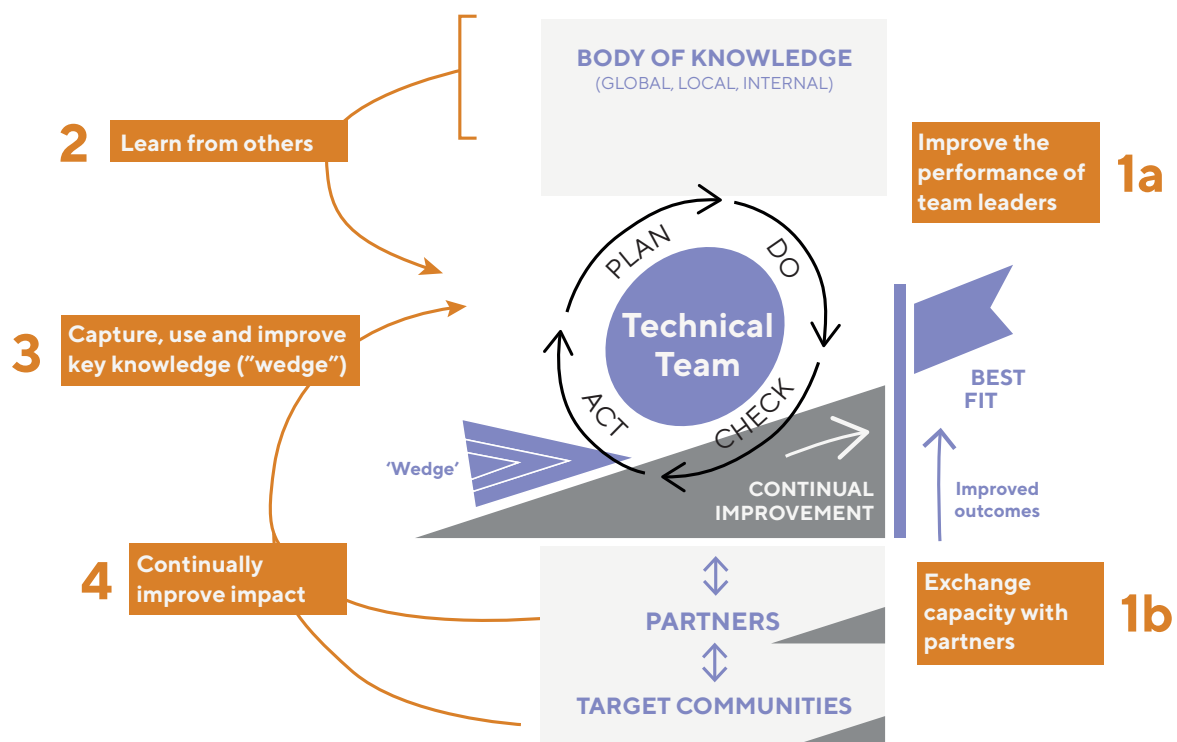 BODY OF KNOWLEDGE
(GLOBAL, LOCAL, INTERNAL)
2
Learn from others
Improve the
performance of
team leaders
1a
PLAN
DO
Technical
Team
3
Capture, use and improve
key knowledge (”wedge”)
BEST
FIT
ACT
CHECK
‘Wedge’
CONTINUAL
IMPROVEMENT
Improved
outcomes
4
Continually
improve impact
PARTNERS
Exchange
capacity with
partners
1b
TARGET COMMUNITIES